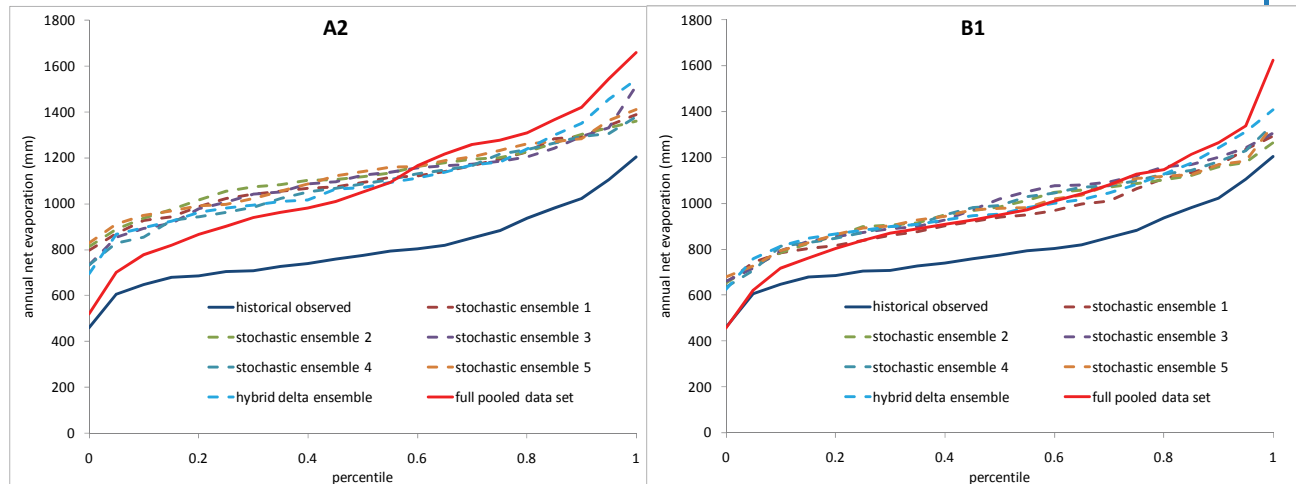 A2
1800
1600
1400
1200
1000
800
600
400
200
0
annual net evaporation (mm)
historical observed
stochastic ensemble 1
stochastic ensemble 2
stochastic ensemble 3
stochastic ensemble 4
stochastic ensemble 5
hybrid delta ensemble
full pooled data set
0 0.2 0.4 0.6 0.8 1
percentile
B1
1800
1600
1400
1200
1000
800
600
400
200
0
annual net evaporation (mm)
historical observed
stochastic ensemble 1
stochastic ensemble 2
stochastic ensemble 3
stochastic ensemble 4
stochastic ensemble 5
hybrid delta ensemble
full pooled data set
0 0.2 0.4 0.6 0.8 1
percentile